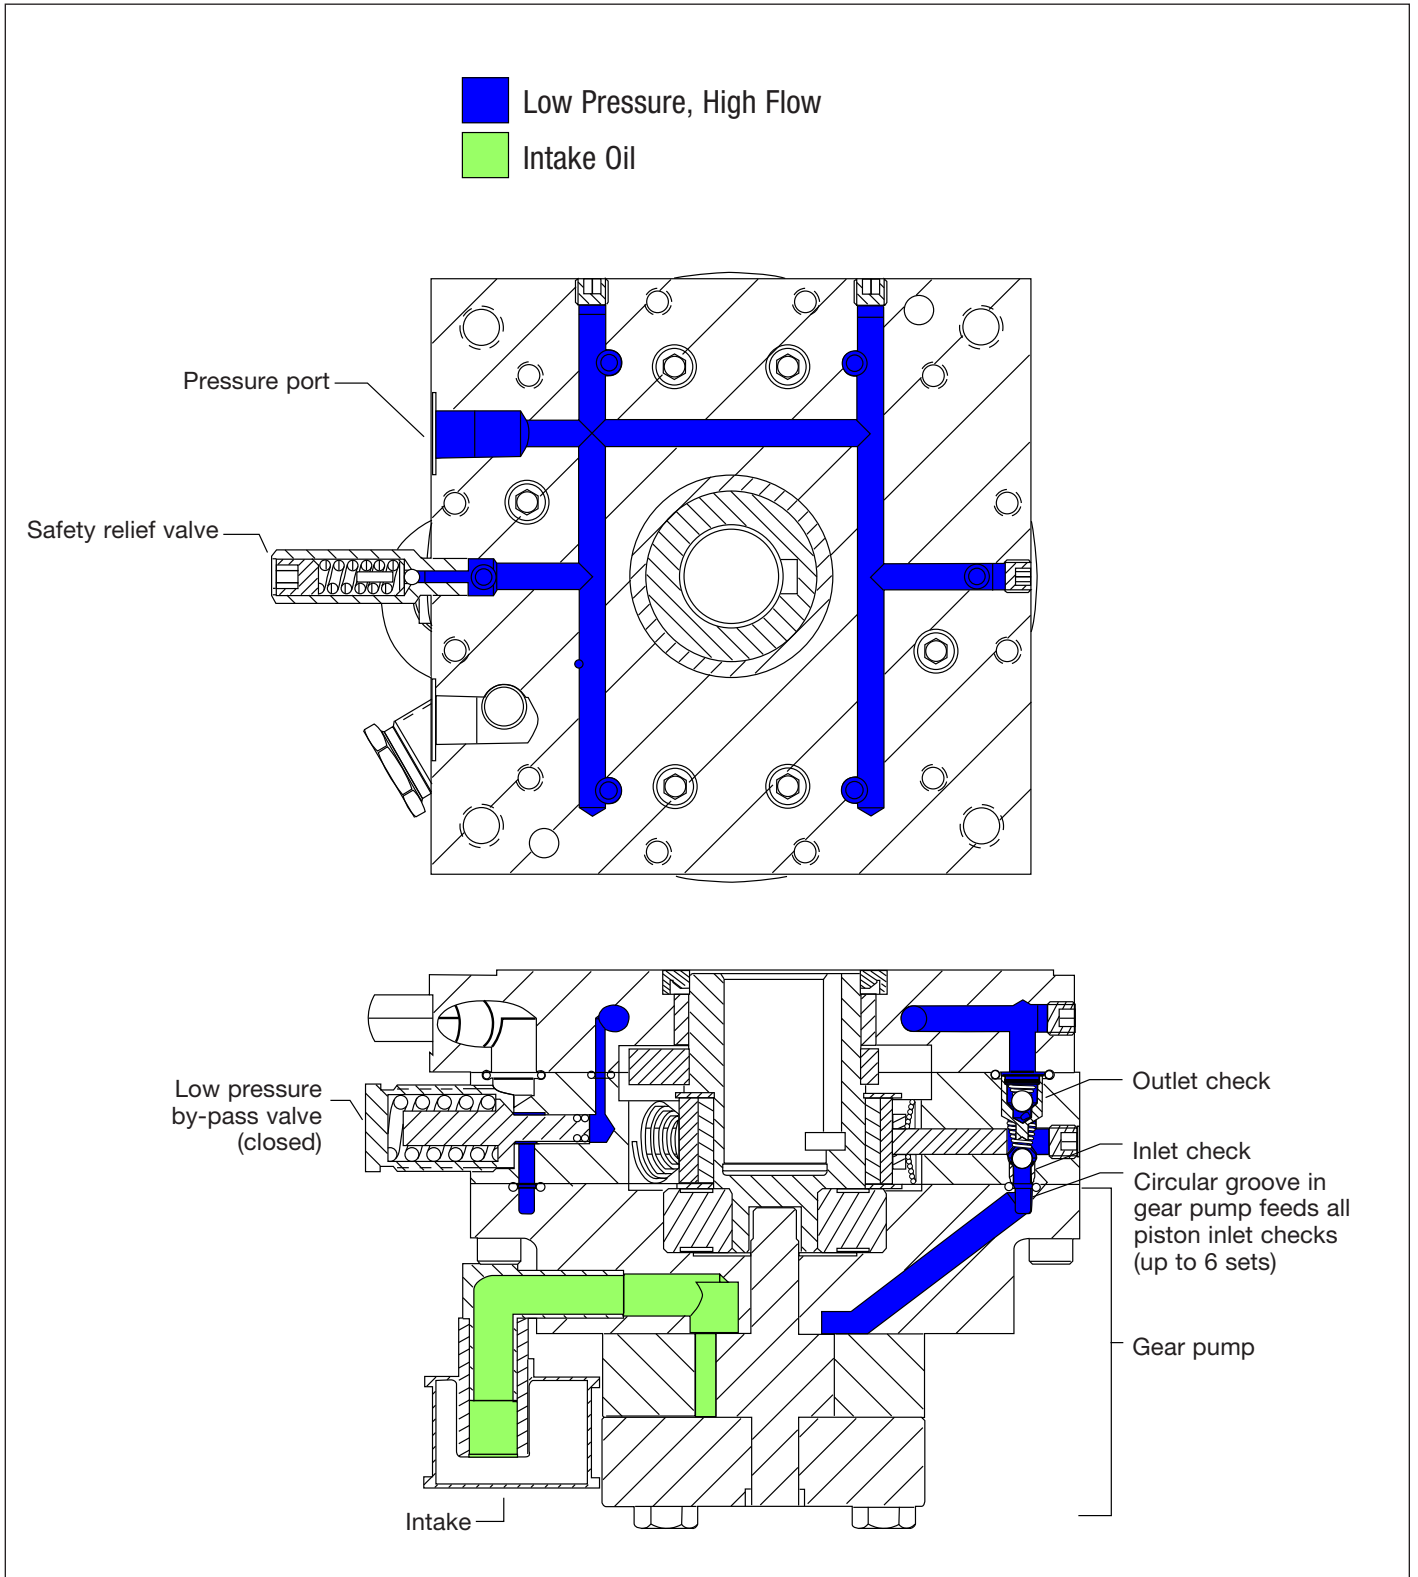 Low Pressure, High Flow
Intake Oil
Pressure port
Safety relief valve
Low pressure
by-pass valve
(closed)
Outlet check
Inlet check
Circular groove in
gear pump feeds all
piston inlet checks
(up to 6 sets)
Gear pump
Intake